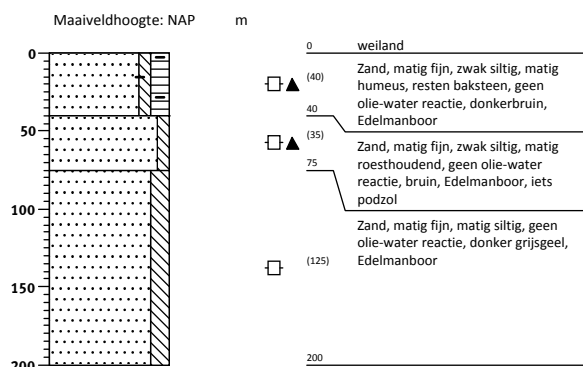 Maaiveldhoogte: NAP m
0
50
100
150
200
0 weiland
(40)
Zand, matig fijn, zwak siltig, matig
humeus, resten baksteen, geen
olie-water reactie, donkerbruin,
Edelmanboor
40
(35)
Zand, matig fijn, zwak siltig, matig
roesthoudend, geen olie-water
reactie, bruin, Edelmanboor, iets
podzol
75
Zand, matig fijn, matig siltig, geen
olie-water reactie, donker grijsgeel,
Edelmanboor
(125)
200